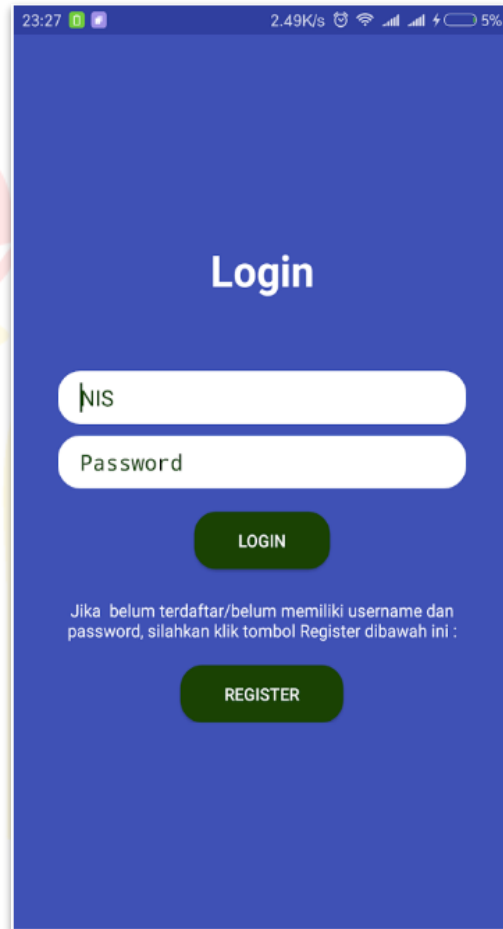 23:27 2.49K/s 5%
Login
NIS
Password
LOGIN
Jika belum terdaftar/belum memiliki username dan
password, silahkan klik tombol Register dibawah ini :
REGISTER